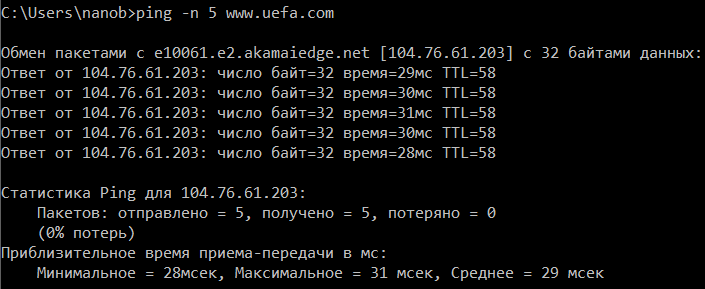 C:\Users\nanob>ping -n 5 www.uefa.com
Обмен пакетами с e10061.e2.akamaiedge.net [104.76.61.203] с 32 байтами данных:
Ответ от 104.76.61.203: число байт=32 время=29мс TTL=58
Ответ от 104.76.61.203: число байт=32 время=30мс TTL=58
Ответ от 104.76.61.203: число байт=32 время=31мс TTL=58
Ответ от 104.76.61.203: число байт=32 время=30мс TTL=58
Ответ от 104.76.61.203: число байт=32 время=28мс TTL=58
Статистика Ping для 104.76.61.203:
Пакетов: отправлено = 5, получено = 5, потеряно = 0
(0% потерь)
Приблизительное время приема-передачи в мс:
Минимальное = 28мсек, Максимальное = 31 мсек, Среднее = 29 мсек